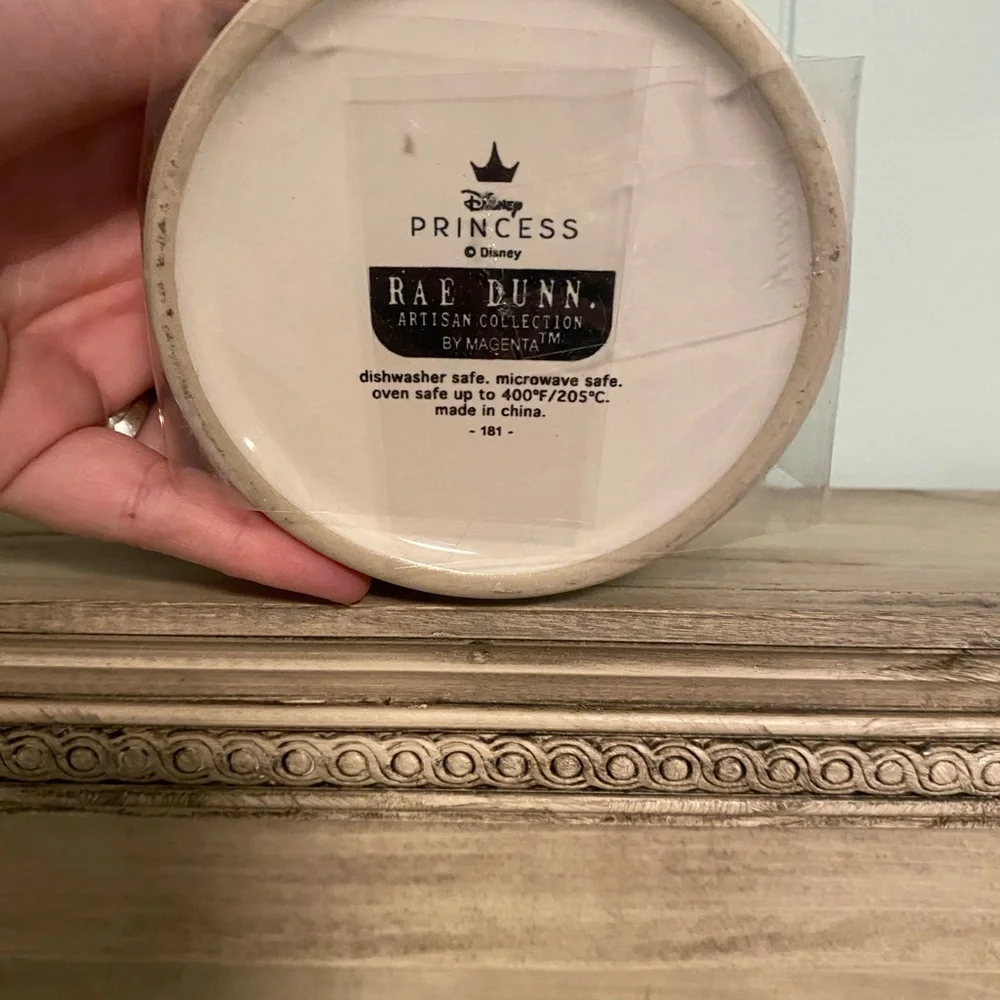 Disney
PRINCESS
© Disney
RAE DUNN.
ARTISAN COLLECTION
BY MAGENTA™
dishwasher safe. microwave safe.
oven safe up to 400°F/205°C.
made in china.
- 181 -